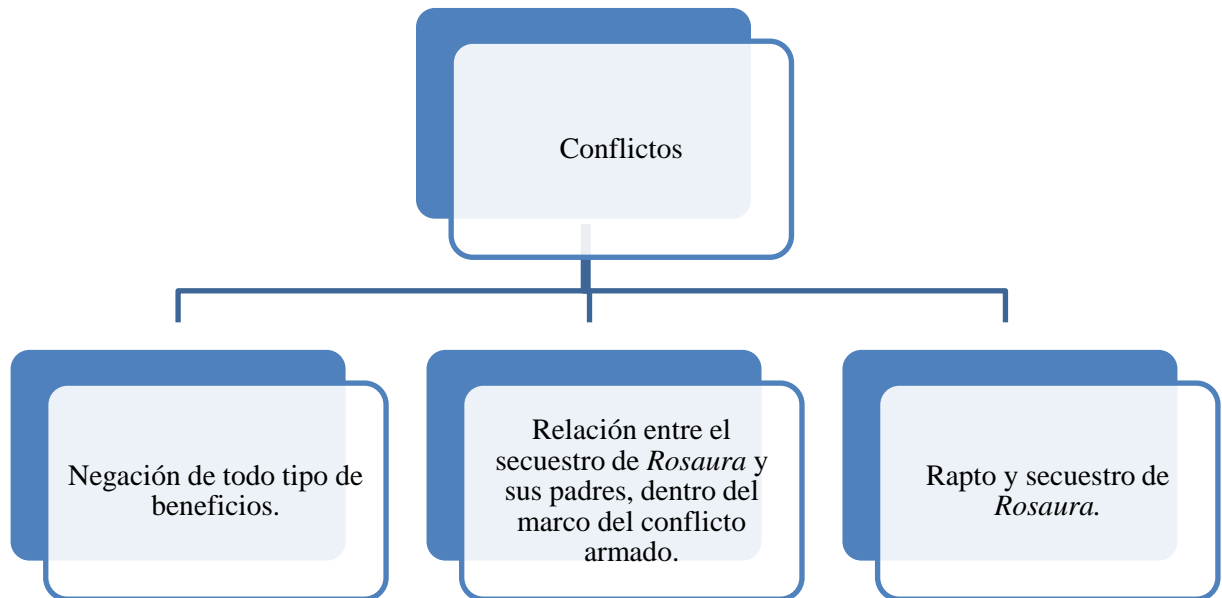 Conflictos
Negación de todo tipo de
beneficios.
Relación entre el
secuestro de Rosaura y
sus padres, dentro del
marco del conflicto
armado.
Rapto y secuestro de
Rosaura.